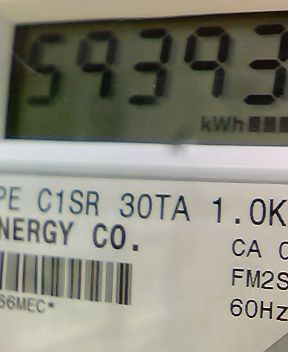 59393
kWh
PE C1SR 30TA 1.0K
NERGY CO.
CA
FM2S
66MEC*
60Hz